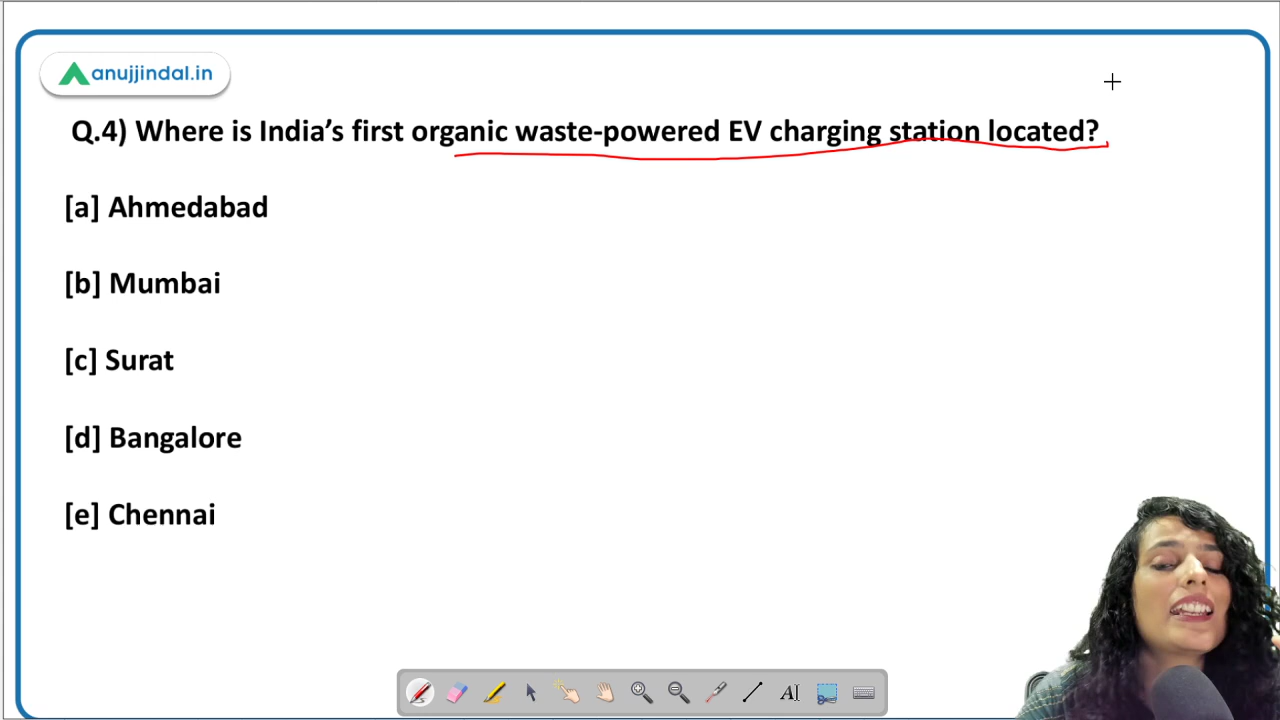 anujjindal.in
Q.4) Where is India's first organic waste-powered EV charging station located?
[a] Ahmedabad
[b] Mumbai
[c] Surat
[d] Bangalore
[e] Chennai
AI